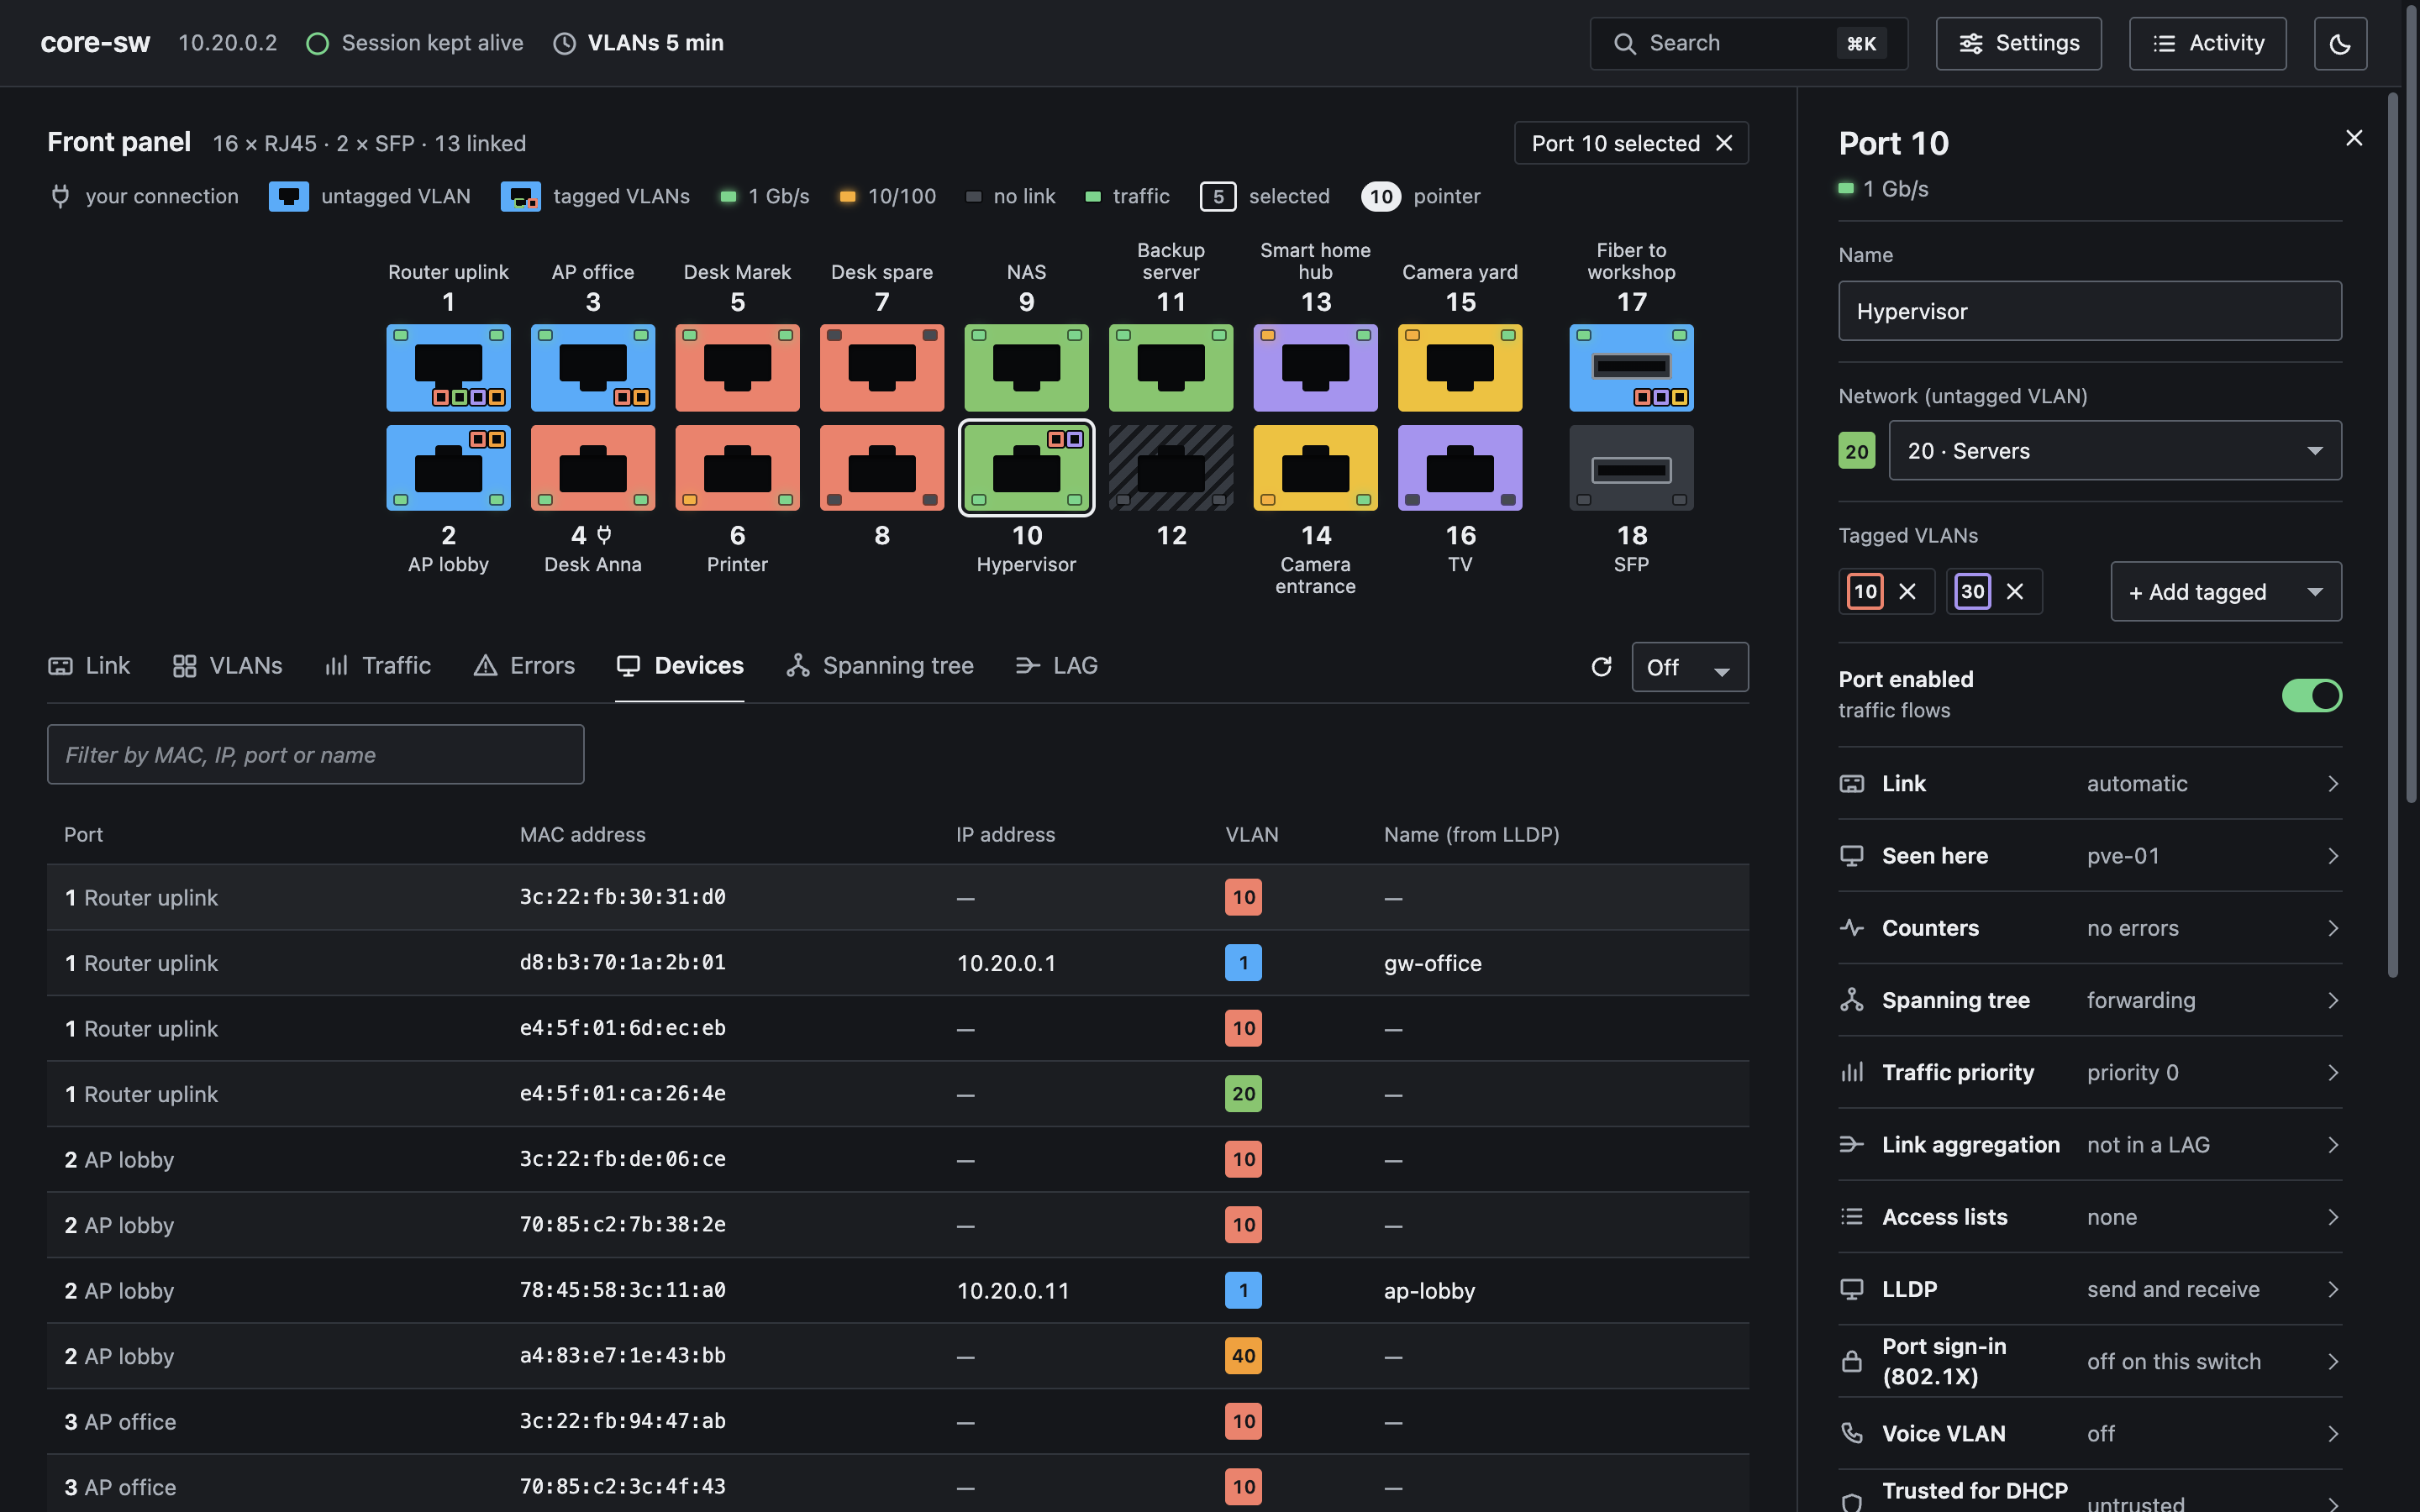 core-sw 10.20.0.2 Session kept alive VLANs 5 min Search ⌘K Settings Activity
Front panel 16 × RJ45 · 2 × SFP · 13 linked Port 10 selected
your connection untagged VLAN tagged VLANs 1 Gb/s 10/100 no link traffic 5 selected 10 pointer
Router uplink AP office Desk Marek Desk spare NAS Backup server Smart home hub Camera yard Fiber to workshop
1 3 5 7 9 11 13 15 17
2 4 6 8 10 12 14 16 18
AP lobby Desk Anna Printer Hypervisor Camera entrance TV SFP
Link VLANs Traffic Errors Devices Spanning tree LAG Off
Filter by MAC, IP, port or name
Port MAC address IP address VLAN Name (from LLDP)
1 Router uplink 3c:22:fb:30:31:d0 — 10 —
1 Router uplink d8:b3:70:1a:2b:01 10.20.0.1 1 gw-office
1 Router uplink e4:5f:01:6d:ec:eb — 10 —
1 Router uplink e4:5f:01:ca:26:4e — 20 —
2 AP lobby 3c:22:fb:de:06:ce — 10 —
2 AP lobby 70:85:c2:7b:38:2e — 10 —
2 AP lobby 78:45:58:3c:11:a0 10.20.0.11 1 ap-lobby
2 AP lobby a4:83:e7:1e:43:bb — 40 —
3 AP office 3c:22:fb:94:47:ab — 10 —
3 AP office 70:85:c2:3c:4f:43 — 10 —
Port 10
1 Gb/s
Name
Hypervisor
Network (untagged VLAN)
20 20 · Servers
Tagged VLANs
10 30 + Add tagged
Port enabled
traffic flows
Link automatic
Seen here pve-01
Counters no errors
Spanning tree forwarding
Traffic priority priority 0
Link aggregation not in a LAG
Access lists none
LLDP send and receive
Port sign-in (802.1X) off on this switch
Voice VLAN off
Trusted for DHCP untrusted